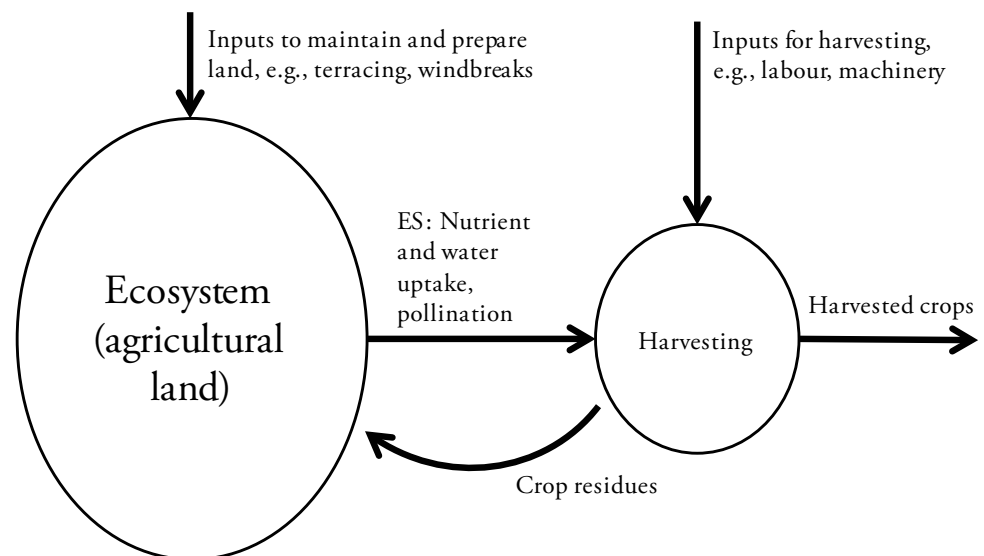 Inputs to maintain and prepare
land, e.g., terracing, windbreaks
Inputs for harvesting,
e.g., labour, machinery
ES: Nutrient
and water
uptake,
pollination
Ecosystem
(agricultural
land)
Harvesting
Harvested crops
Crop residues